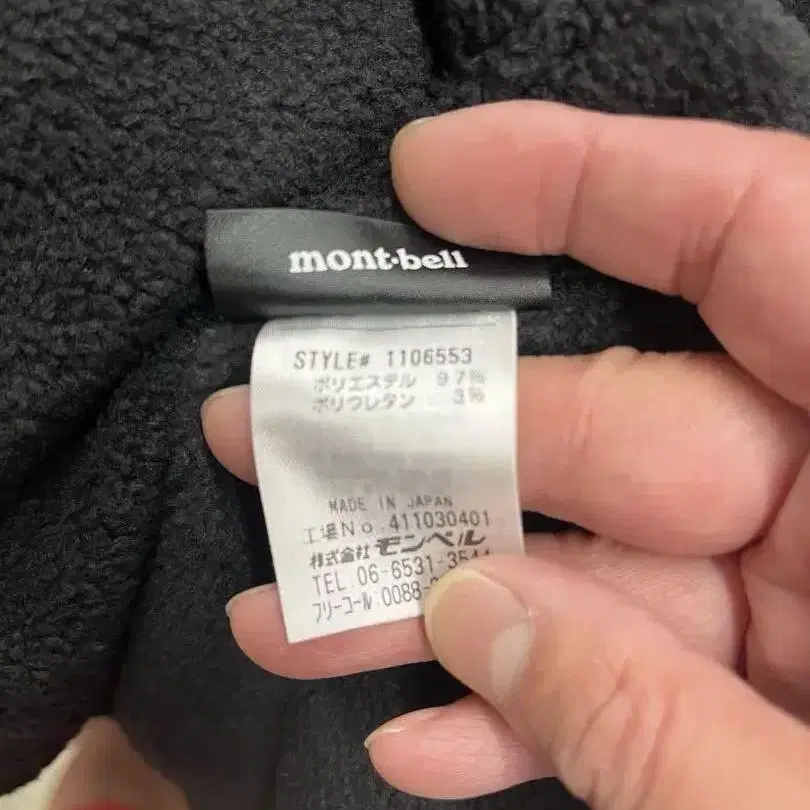 mont·bell
STYLE# 1106553
ポリエステル 97%
ポリウレタン 3%
MADE IN JAPAN
工場No. 411030401
株式会社 モンベル
TEL.06-6531-3544
フリーコール:0088-